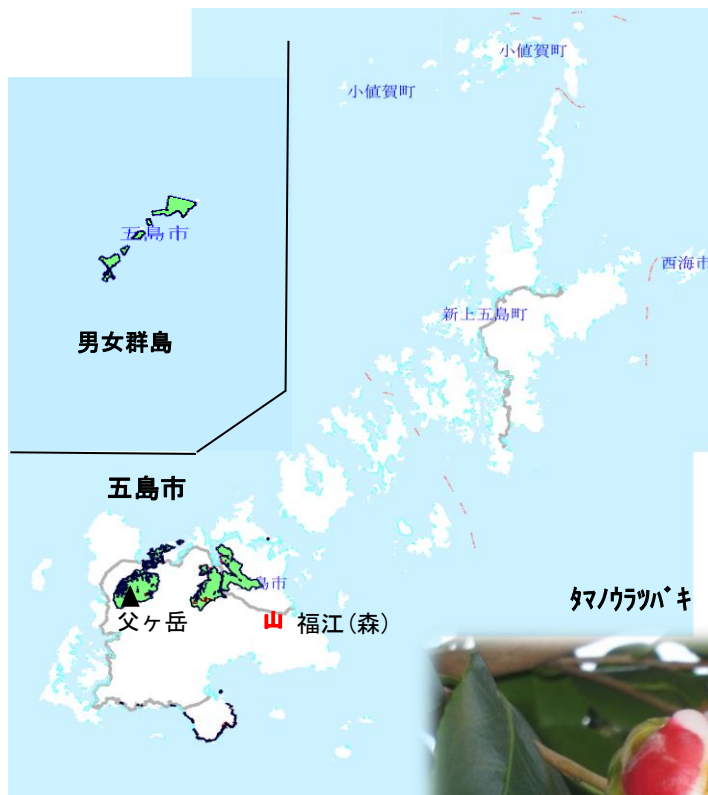 小値賀町
小値賀町
五島市
西海市
新上五島町
男女群島
五島市
島市
父ヶ岳
山 福江(森)
ﾀﾏﾉｳﾗﾂﾊﾞｷ